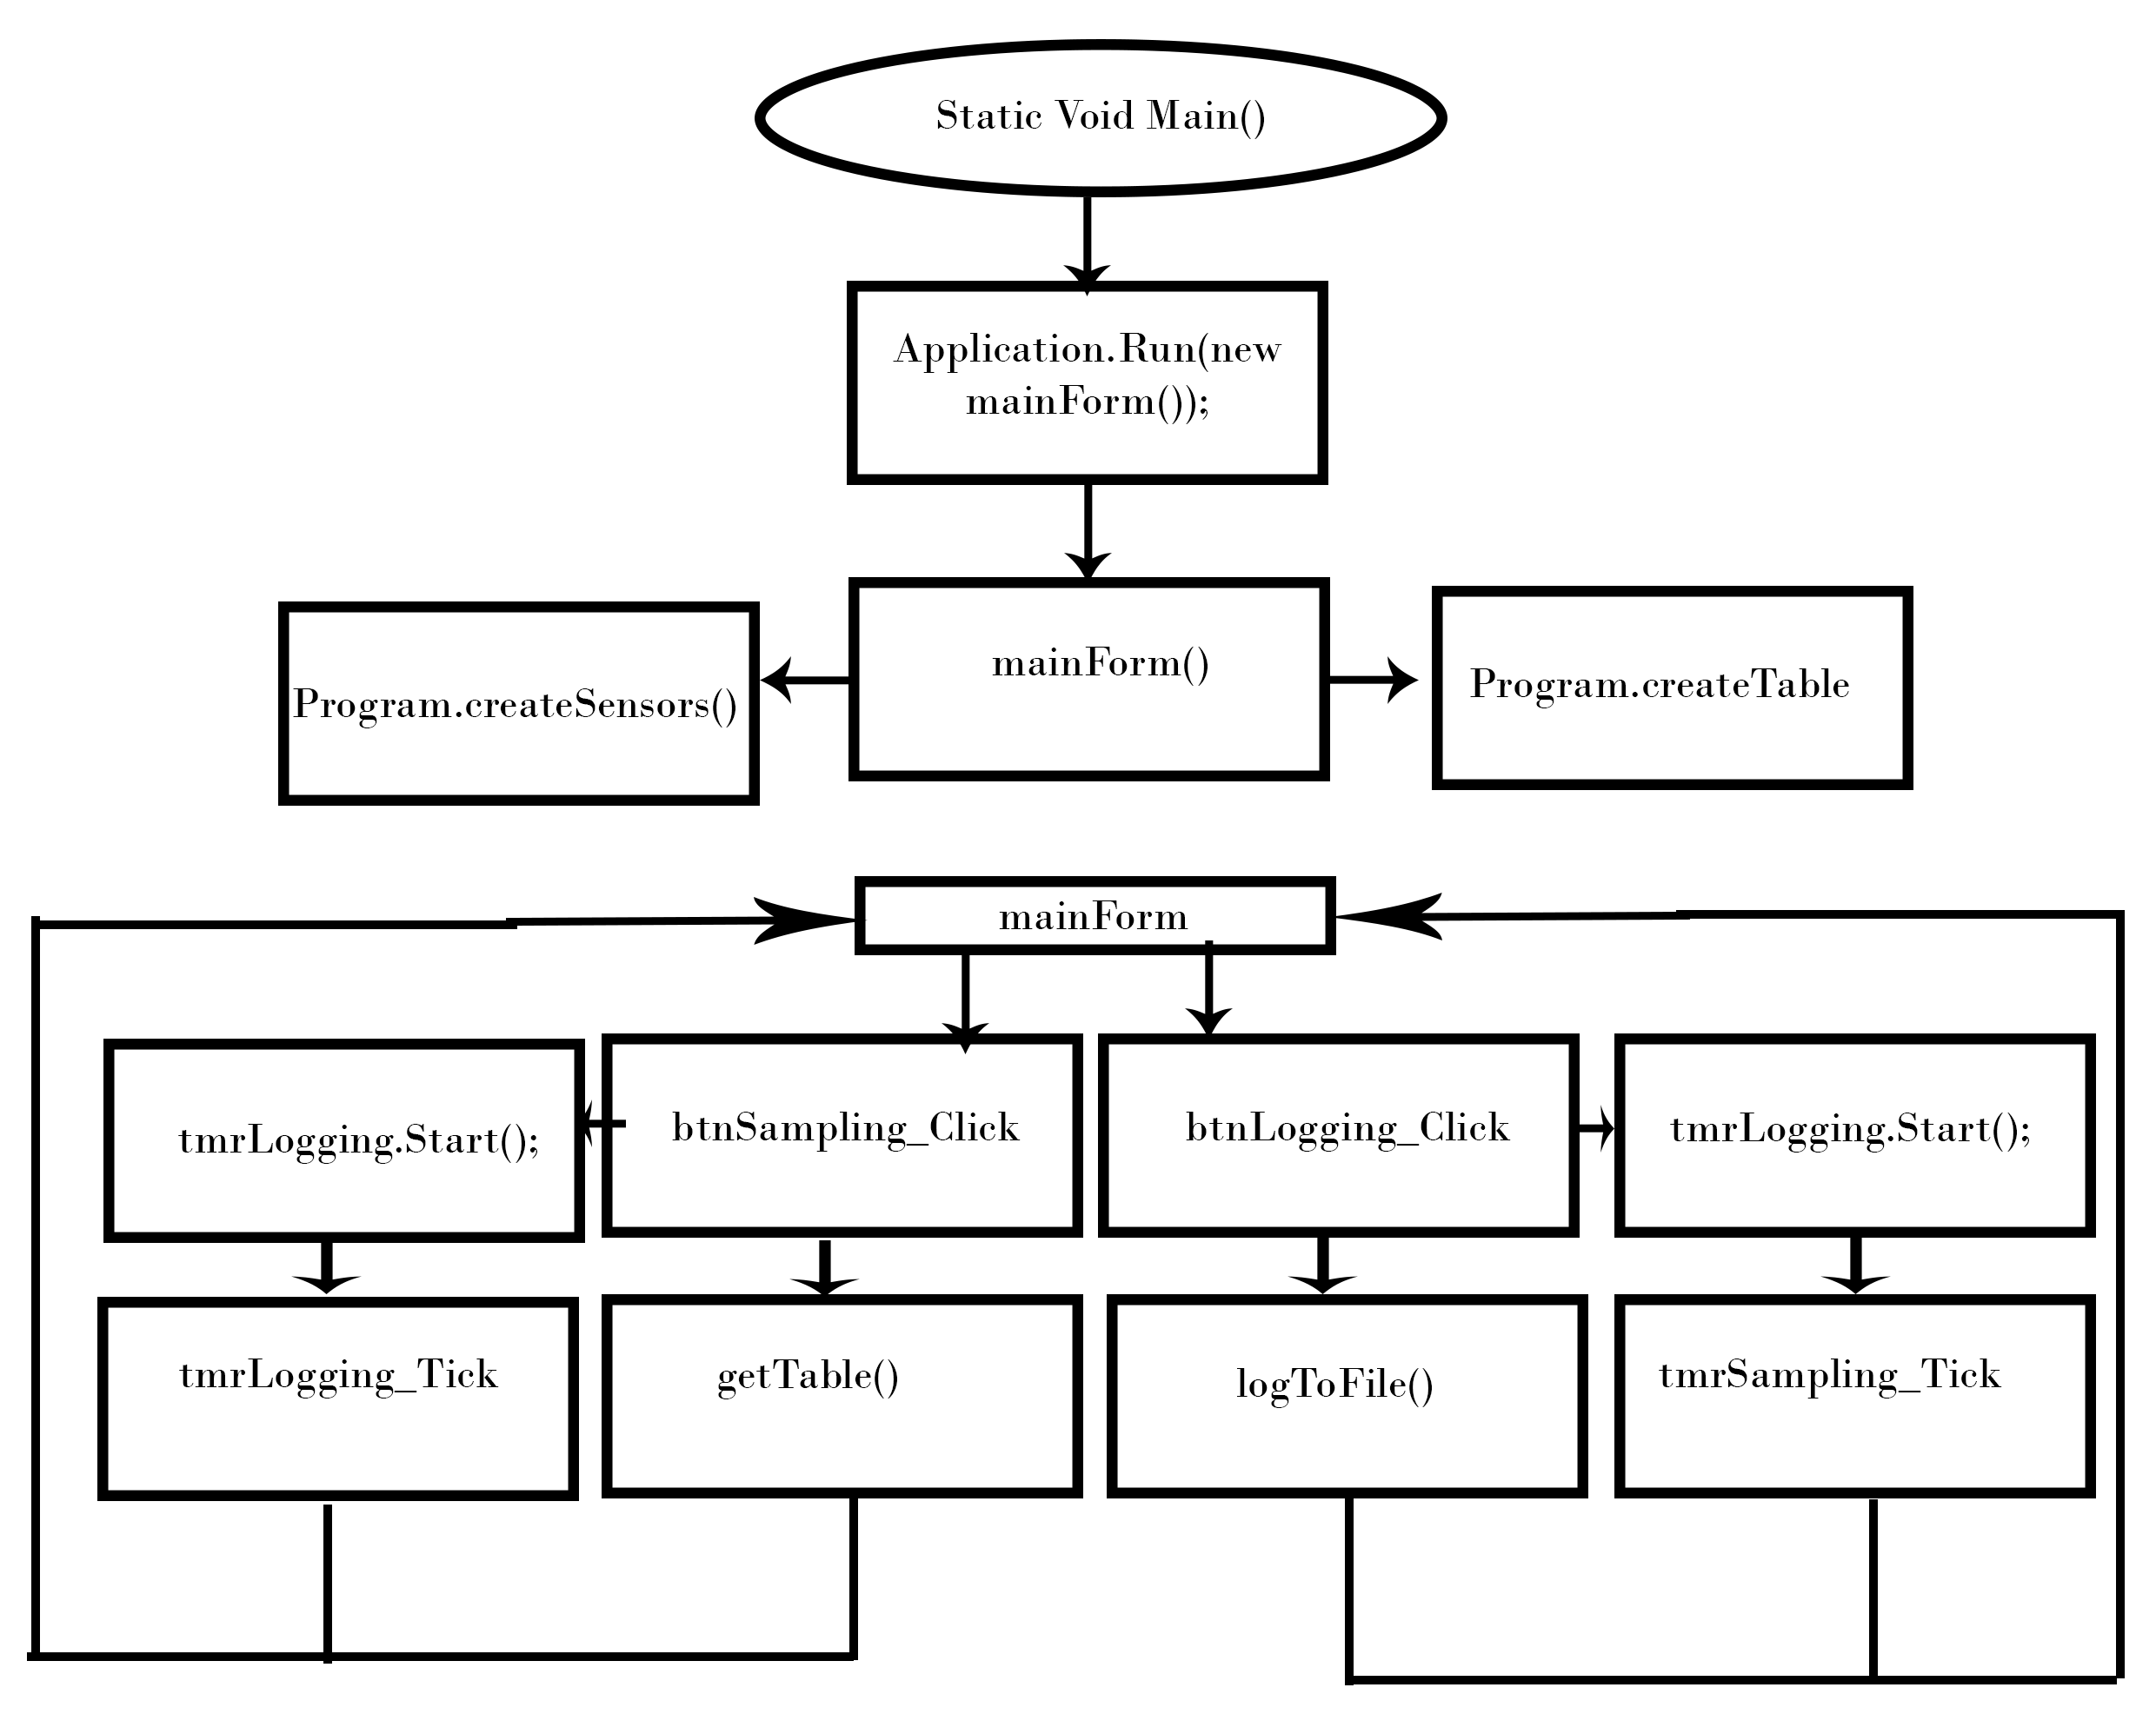 Static Void Main()
Application.Run(new
mainForm());
mainForm()
Program.createSensors()
Program.createTable
mainForm
tmrLogging.Start();
btnSampling_Click
btnLogging_Click
tmrLogging.Start();
tmrLogging_Tick
getTable()
logToFile()
tmrSampling_Tick